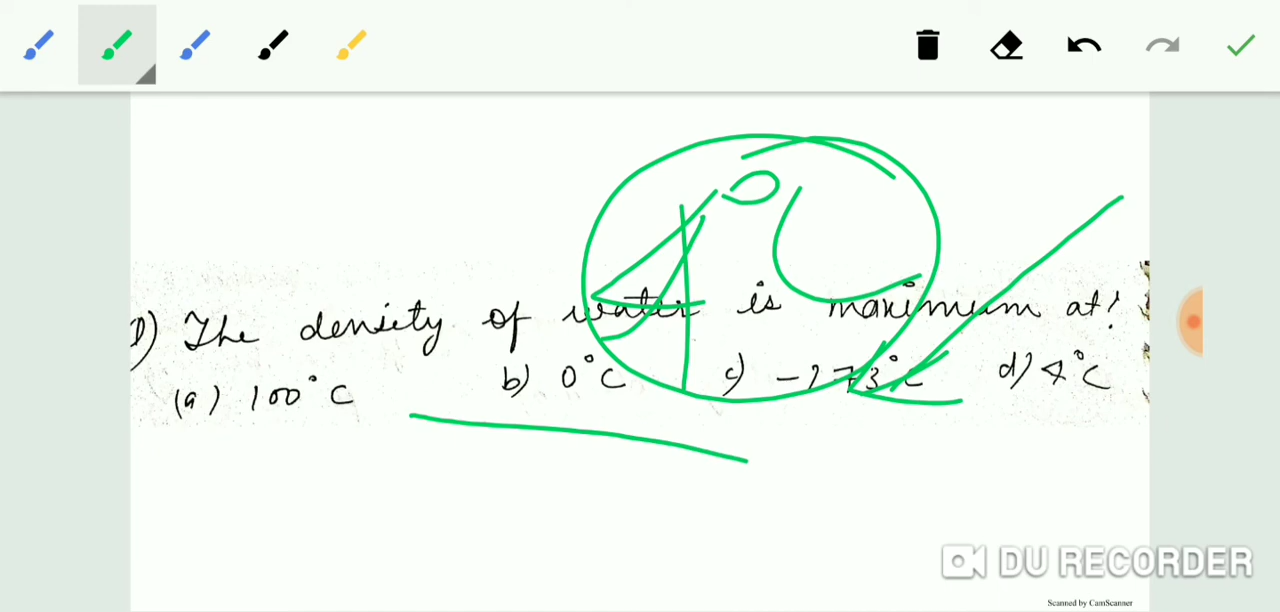 4°C
1) The density of water is maximum at?
(a) 100°C b) 0°C c) -273°C d) 4°C
DU RECORDER
Scanned by CamScanner